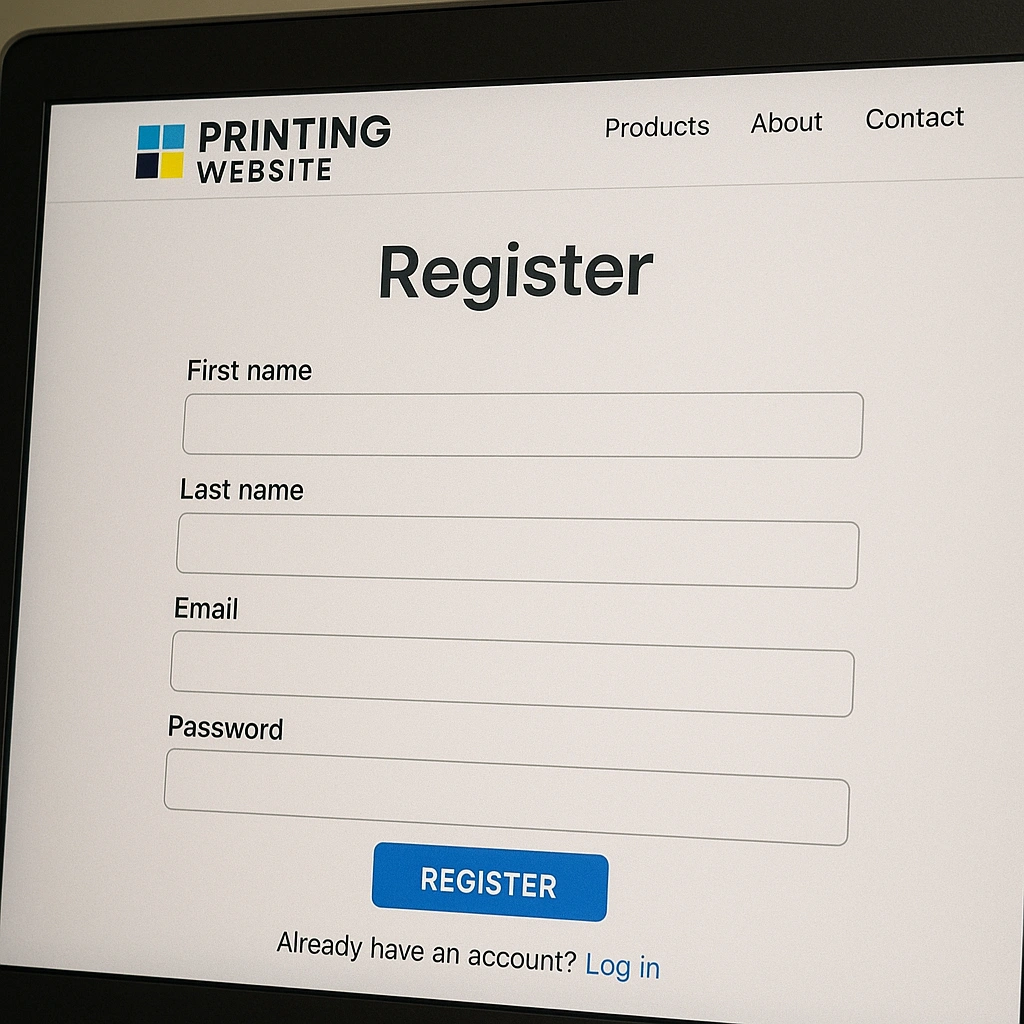 PRINTING
WEBSITE
Products About Contact
Register
First name
Last name
Email
Password
REGISTER
Already have an account? Log in